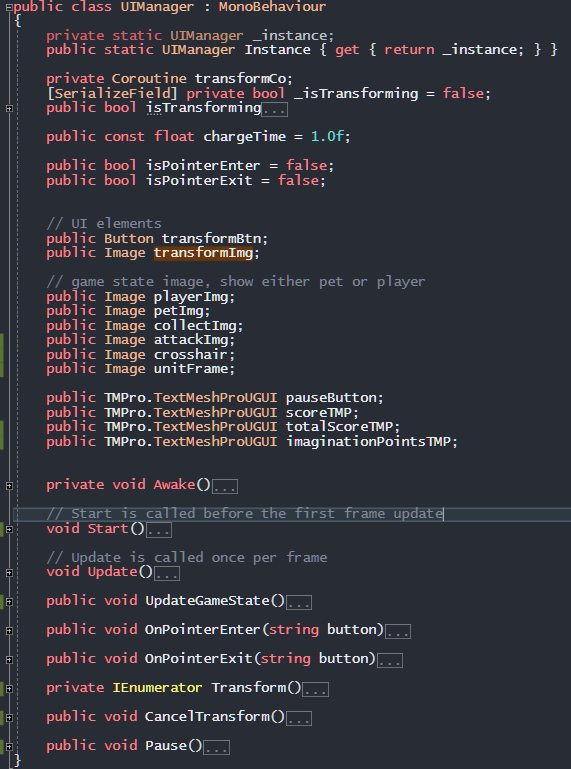 public class UIManager : MonoBehaviour
{
private static UIManager _instance;
public static UIManager Instance { get { return _instance; } }
private Coroutine transformCo;
[SerializeField] private bool _isTransforming = false;
public bool isTransforming...
public const float chargeTime = 1.0f;
public bool isPointerEnter = false;
public bool isPointerExit = false;
// UI elements
public Button transformBtn;
public Image transformImg;
// game state image, show either pet or player
public Image playerImg;
public Image petImg;
public Image collectImg;
public Image attackImg;
public Image crosshair;
public Image unitFrame;
public TMPro.TextMeshProUGUI pauseButton;
public TMPro.TextMeshProUGUI scoreTMP;
public TMPro.TextMeshProUGUI totalScoreTMP;
public TMPro.TextMeshProUGUI imaginationPointsTMP;
private void Awake()...
// Start is called before the first frame update
void Start()...
// Update is called once per frame
void Update()...
public void UpdateGameState()...
public void OnPointerEnter(string button)...
public void OnPointerExit(string button)...
private IEnumerator Transform()...
public void CancelTransform()...
public void Pause()...
}